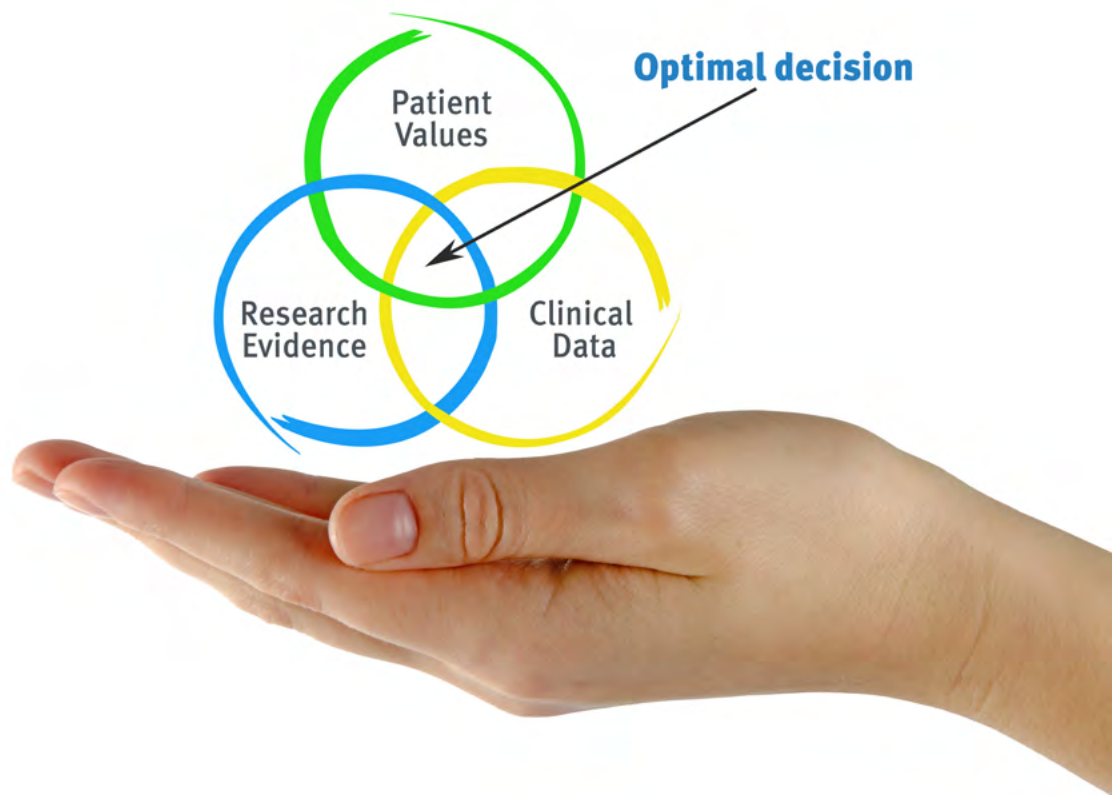 Optimal decision
Patient
Values
Research
Evidence
Clinical
Data